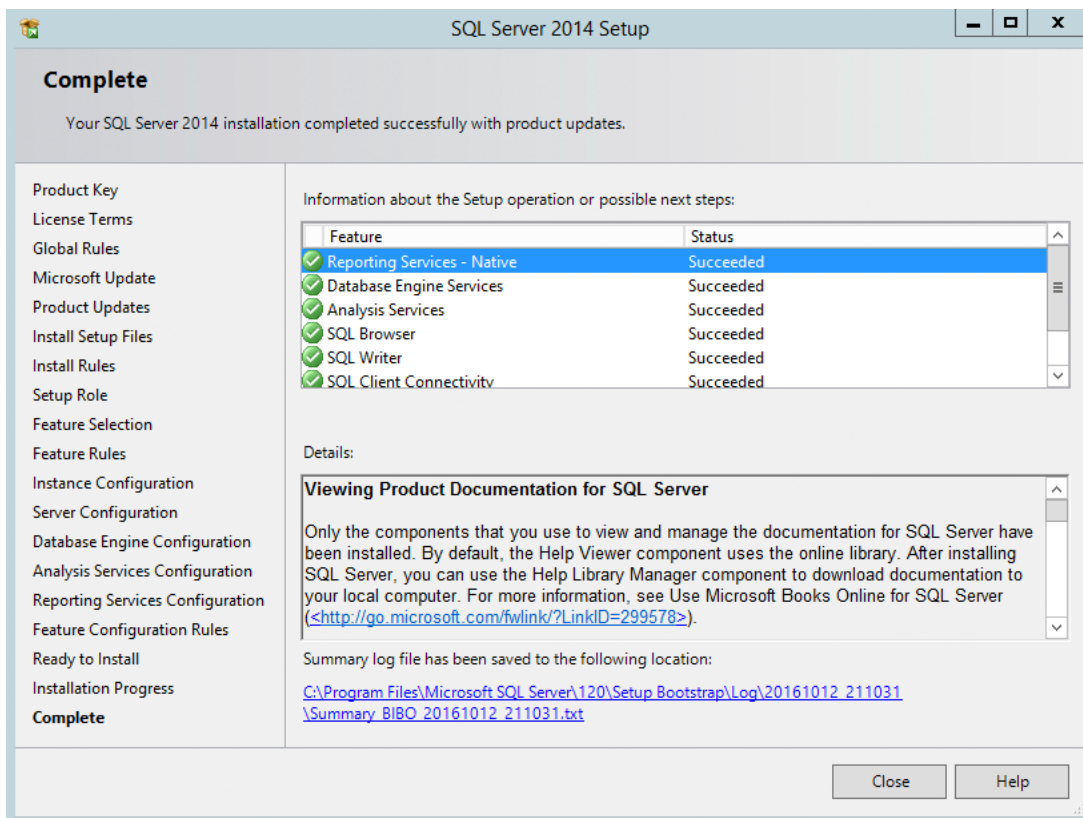 SQL Server 2014 Setup
Complete
Your SQL Server 2014 installation completed successfully with product updates.
Product Key
License Terms
Global Rules
Microsoft Update
Product Updates
Install Setup Files
Install Rules
Setup Role
Feature Selection
Feature Rules
Instance Configuration
Server Configuration
Database Engine Configuration
Analysis Services Configuration
Reporting Services Configuration
Feature Configuration Rules
Ready to Install
Installation Progress
Complete
Information about the Setup operation or possible next steps:
Feature Status
Reporting Services - Native Succeeded
Database Engine Services Succeeded
Analysis Services Succeeded
SQL Browser Succeeded
SQL Writer Succeeded
SQL Client Connectivity Succeeded
Details:
Viewing Product Documentation for SQL Server
Only the components that you use to view and manage the documentation for SQL Server have
been installed. By default, the Help Viewer component uses the online library. After installing
SQL Server, you can use the Help Library Manager component to download documentation to
your local computer. For more information, see Use Microsoft Books Online for SQL Server
(<http://go.microsoft.com/fwlink/?LinkID=299578>).
Summary log file has been saved to the following location:
C:\Program Files\Microsoft SQL Server\120\Setup Bootstrap\Log\20161012_211031
\Summary_BIBO_20161012_211031.txt
Close Help